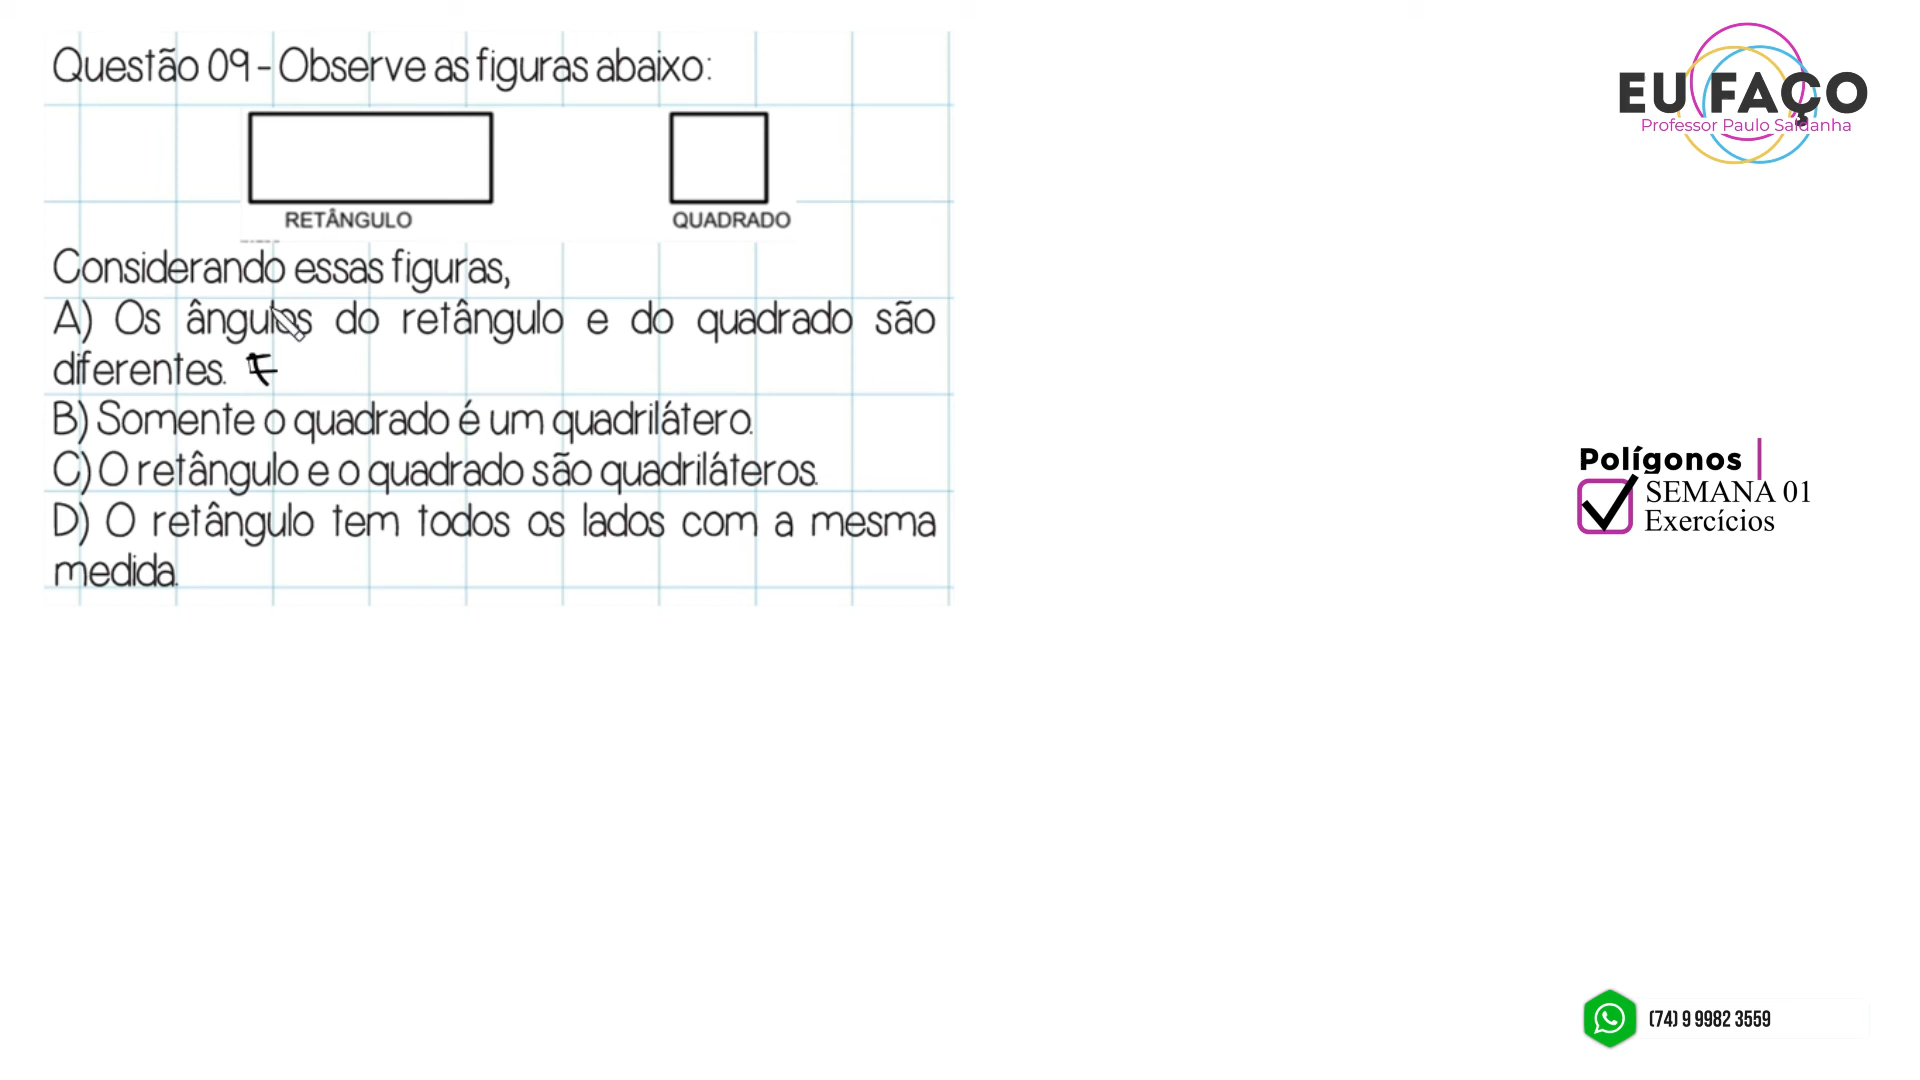 Questão 09 - Observe as figuras abaixo:
RETÂNGULO
QUADRADO
Considerando essas figuras,
A) Os ângulos do retângulo e do quadrado são
diferentes. F
B) Somente o quadrado é um quadrilátero.
C) O retângulo e o quadrado são quadriláteros.
D) O retângulo tem todos os lados com a mesma
medida.
EU FAÇO
Professor Paulo Saldanha
Polígonos
SEMANA 01
Exercícios
(74) 9 9982 3559